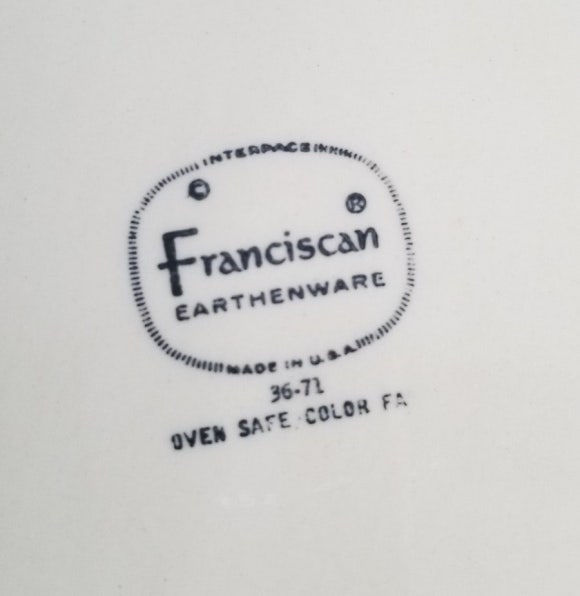 INTERPACE
© ®
Franciscan
EARTHENWARE
MADE IN U.S.A.
36-71
OVEN SAFE COLOR FA